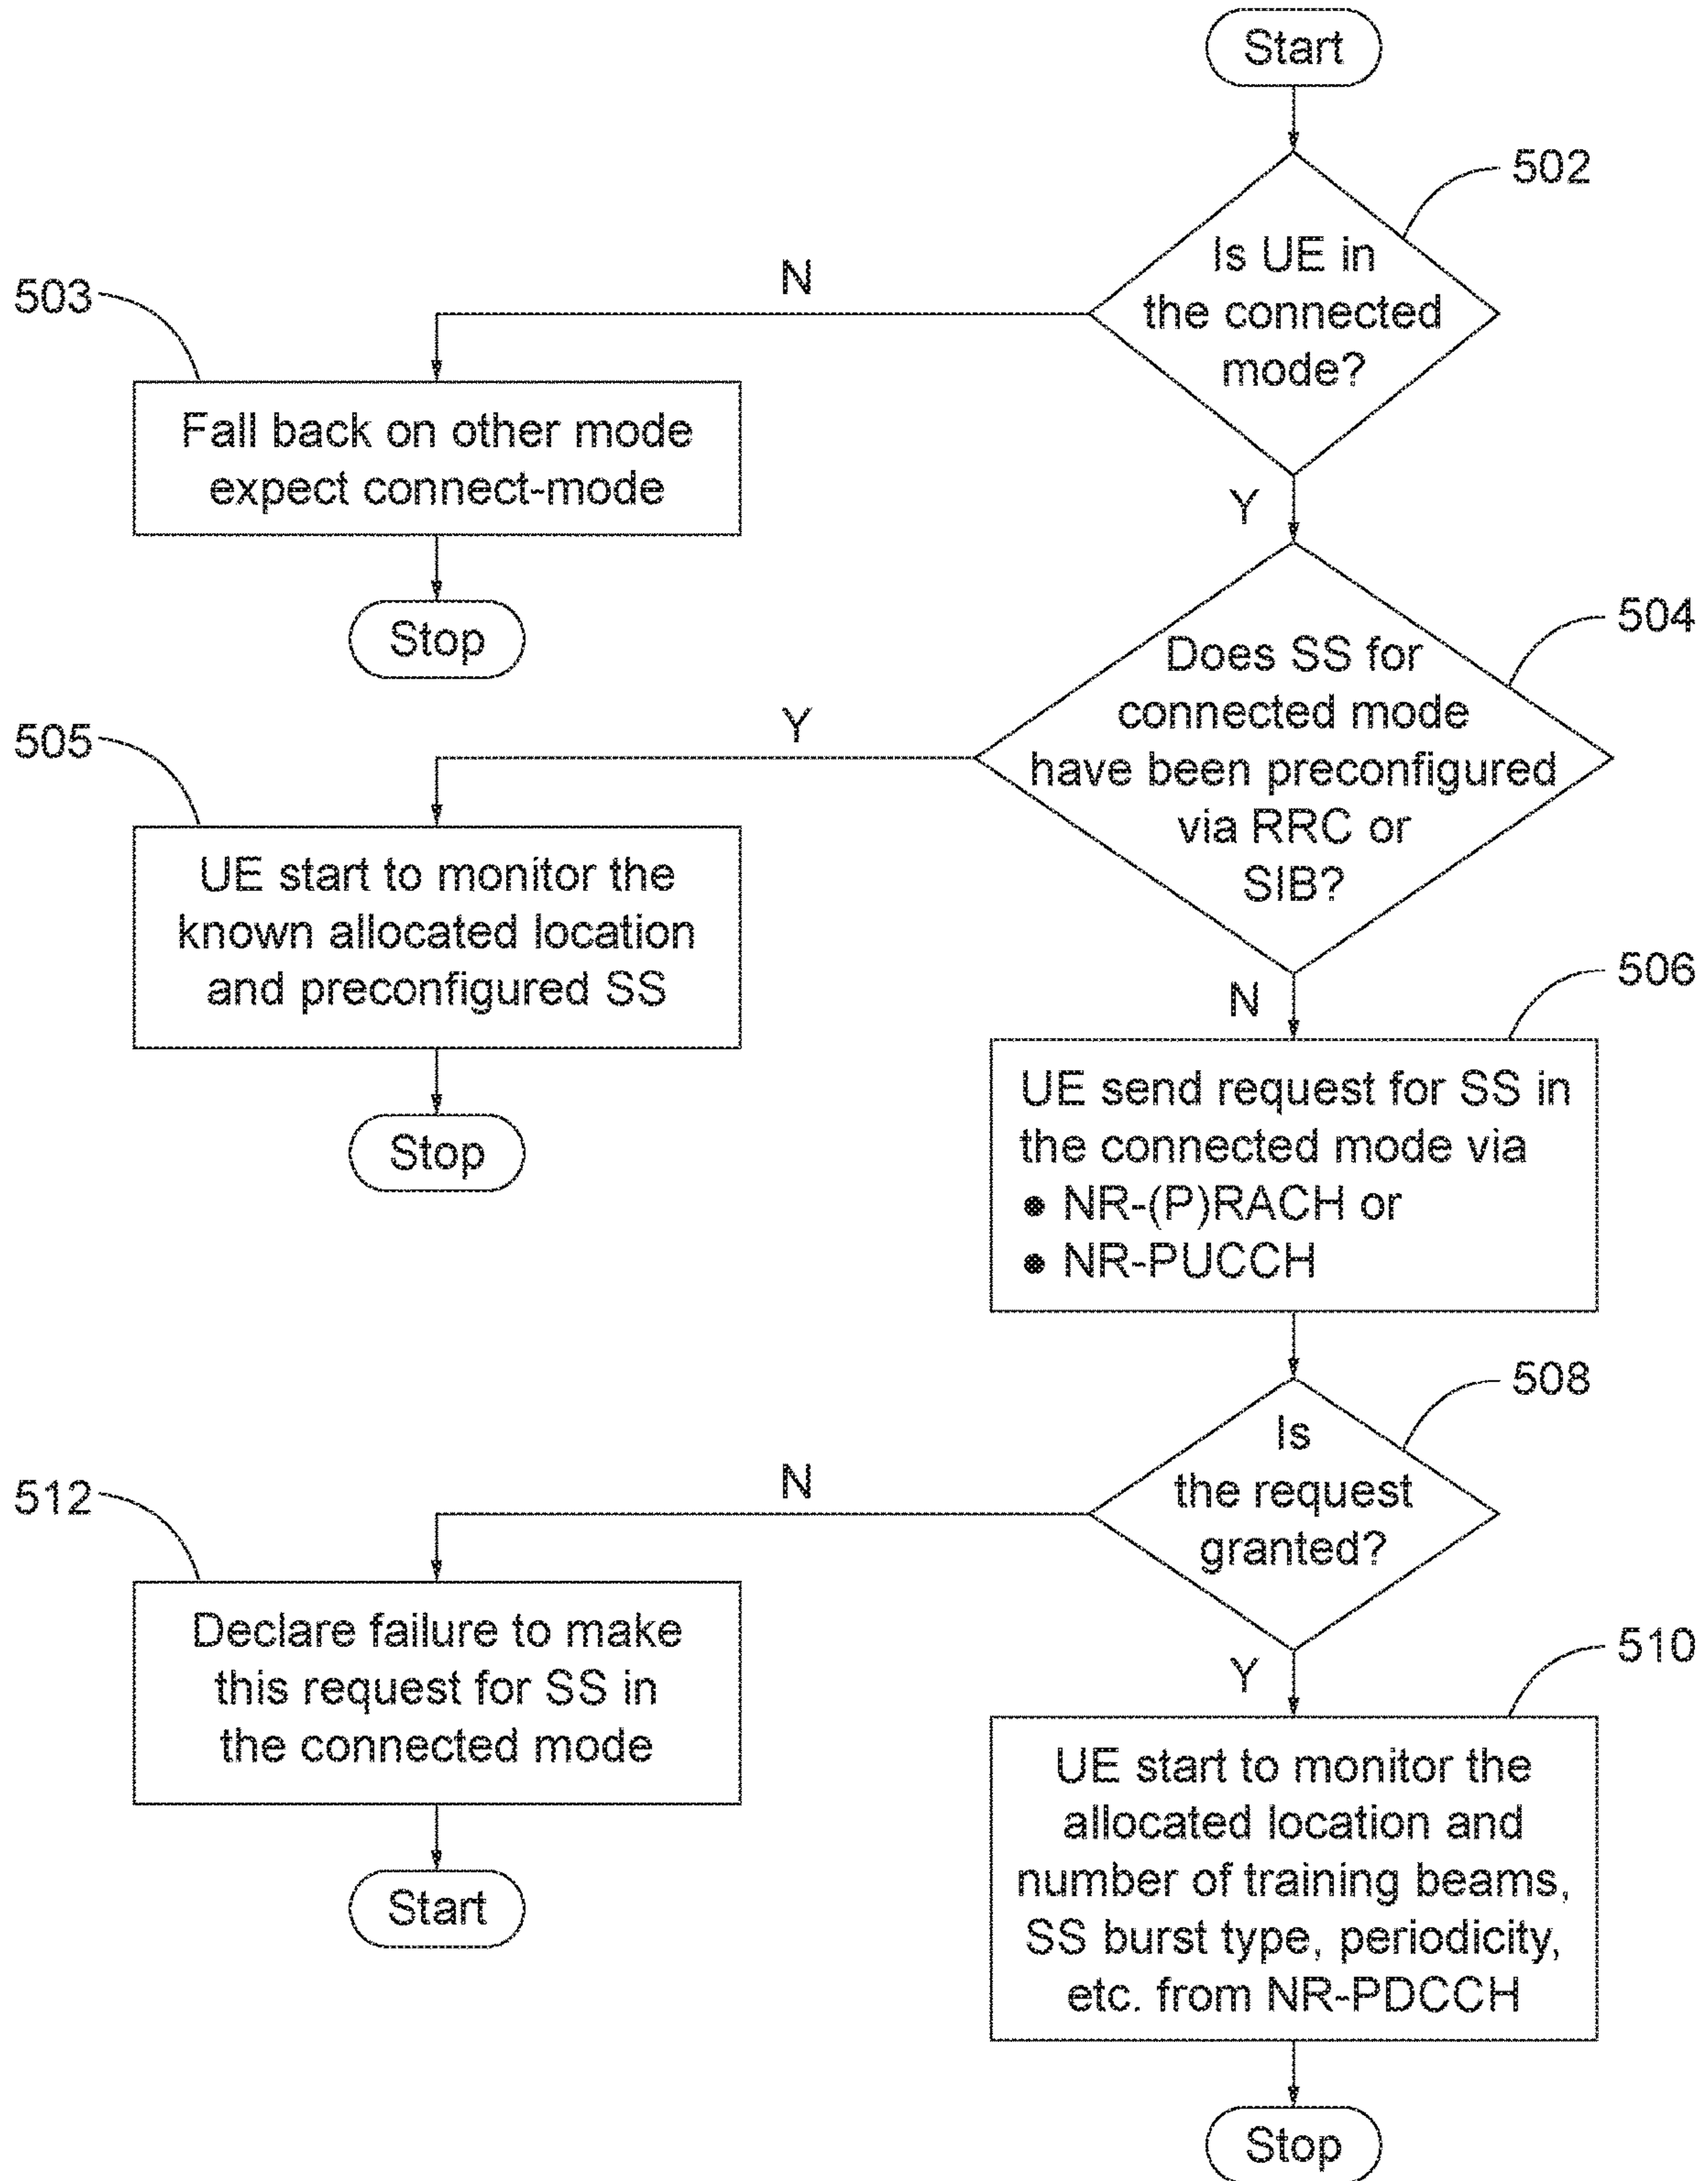 Start
502
Is UE in
the connected
mode?
N
503
Fall back on other mode
expect connect-mode
Stop
Y
504
Does SS for
connected mode
have been preconfigured
via RRC or
SIB?
Y
505
UE start to monitor the
known allocated location
and preconfigured SS
Stop
N
506
UE send request for SS in
the connected mode via
● NR-(P)RACH or
● NR-PUCCH
508
Is
the request
granted?
N
512
Declare failure to make
this request for SS in
the connected mode
Start
Y
510
UE start to monitor the
allocated location and
number of training beams,
SS burst type, periodicity,
etc. from NR-PDCCH
Stop